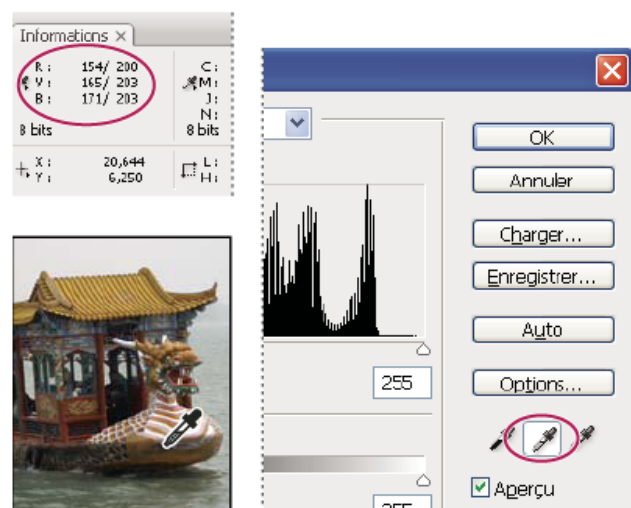 Informations ×
R : 154/ 200 C :
V : 165/ 203 M :
B : 171/ 203 J :
N :
8 bits 8 bits
X : 20,644 L :
Y : 6,250 H :
OK
Annuler
Charger...
Enregistrer...
Auto
255
Options...
Aperçu
255